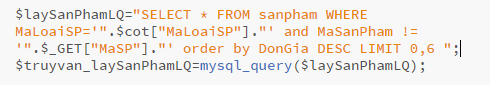 $laySanPhamLQ="SELECT * FROM sanpham WHERE
MaLoaiSP='".$cot["MaLoaiSP"]."' and MaSanPham !=
'".$_GET["MaSP"]."' order by DonGia DESC LIMIT 0,6 ";
$truyvan_laySanPhamLQ=mysql_query($laySanPhamLQ);